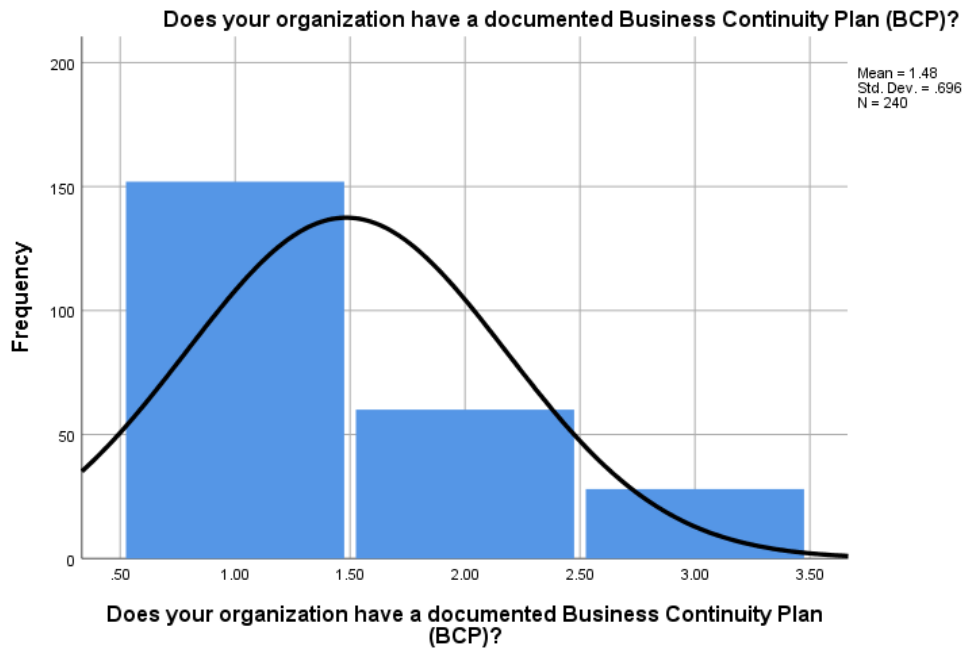 Does your organization have a documented Business Continuity Plan (BCP)?
Mean = 1.48
Std. Dev. = .696
N = 240
200
150
100
50
0
Frequency
.50 1.00 1.50 2.00 2.50 3.00 3.50
Does your organization have a documented Business Continuity Plan
(BCP)?